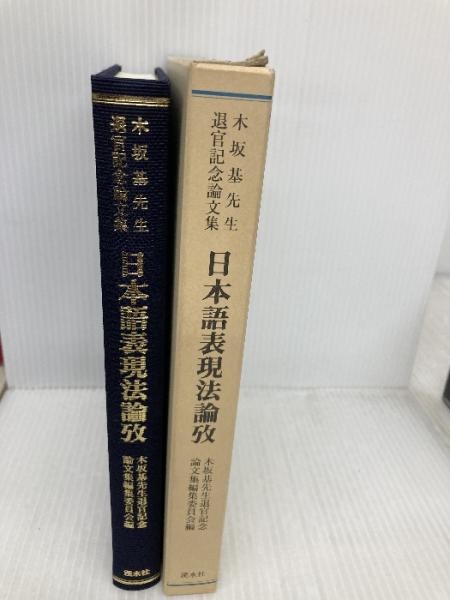 木坂基先生
退官記念論文集
日本語表現法論攷
木坂基先生退官記念
論文集編集委員会編
溪水社
木坂基先生
退官記念論文集
日本語表現法論攷
木坂基先生退官記念
論文集編集委員会編
溪水社